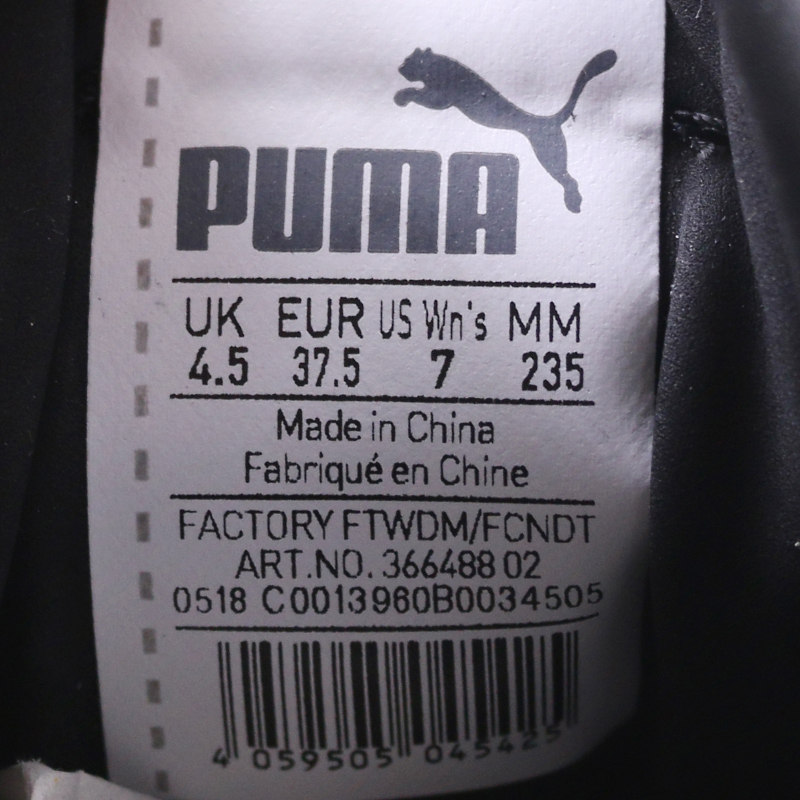 PUMA
UK EUR US Wn's MM
4.5 37.5 7 235
Made in China
Fabriqué en Chine
FACTORY FTWDM/FCNDT
ART.NO. 366488 02
0518 C0013960B0034505
4 059505 045425